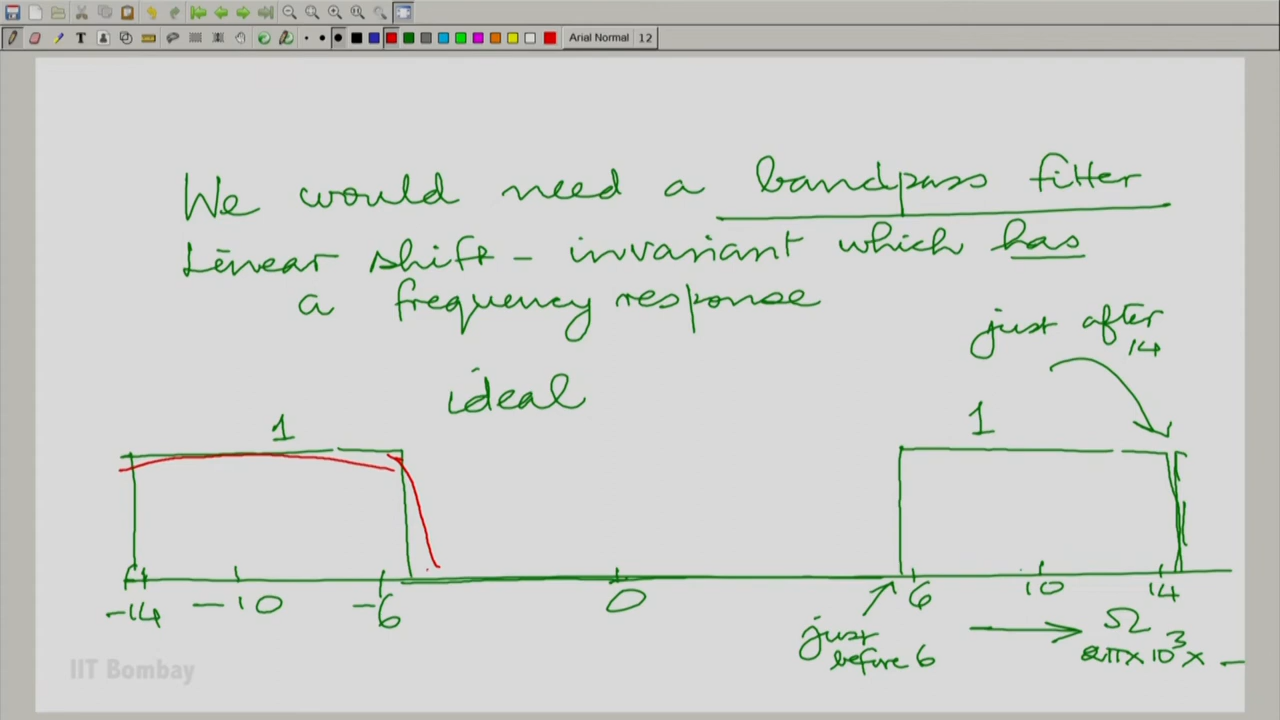 Arial Normal 12
We would need a bandpass filter
Linear shift - invariant which has
a frequency response
just after
14
ideal
1
1
-14 -10 -6 0 6 10 14
just
before 6
Ω
2π×10³×
IIT Bombay